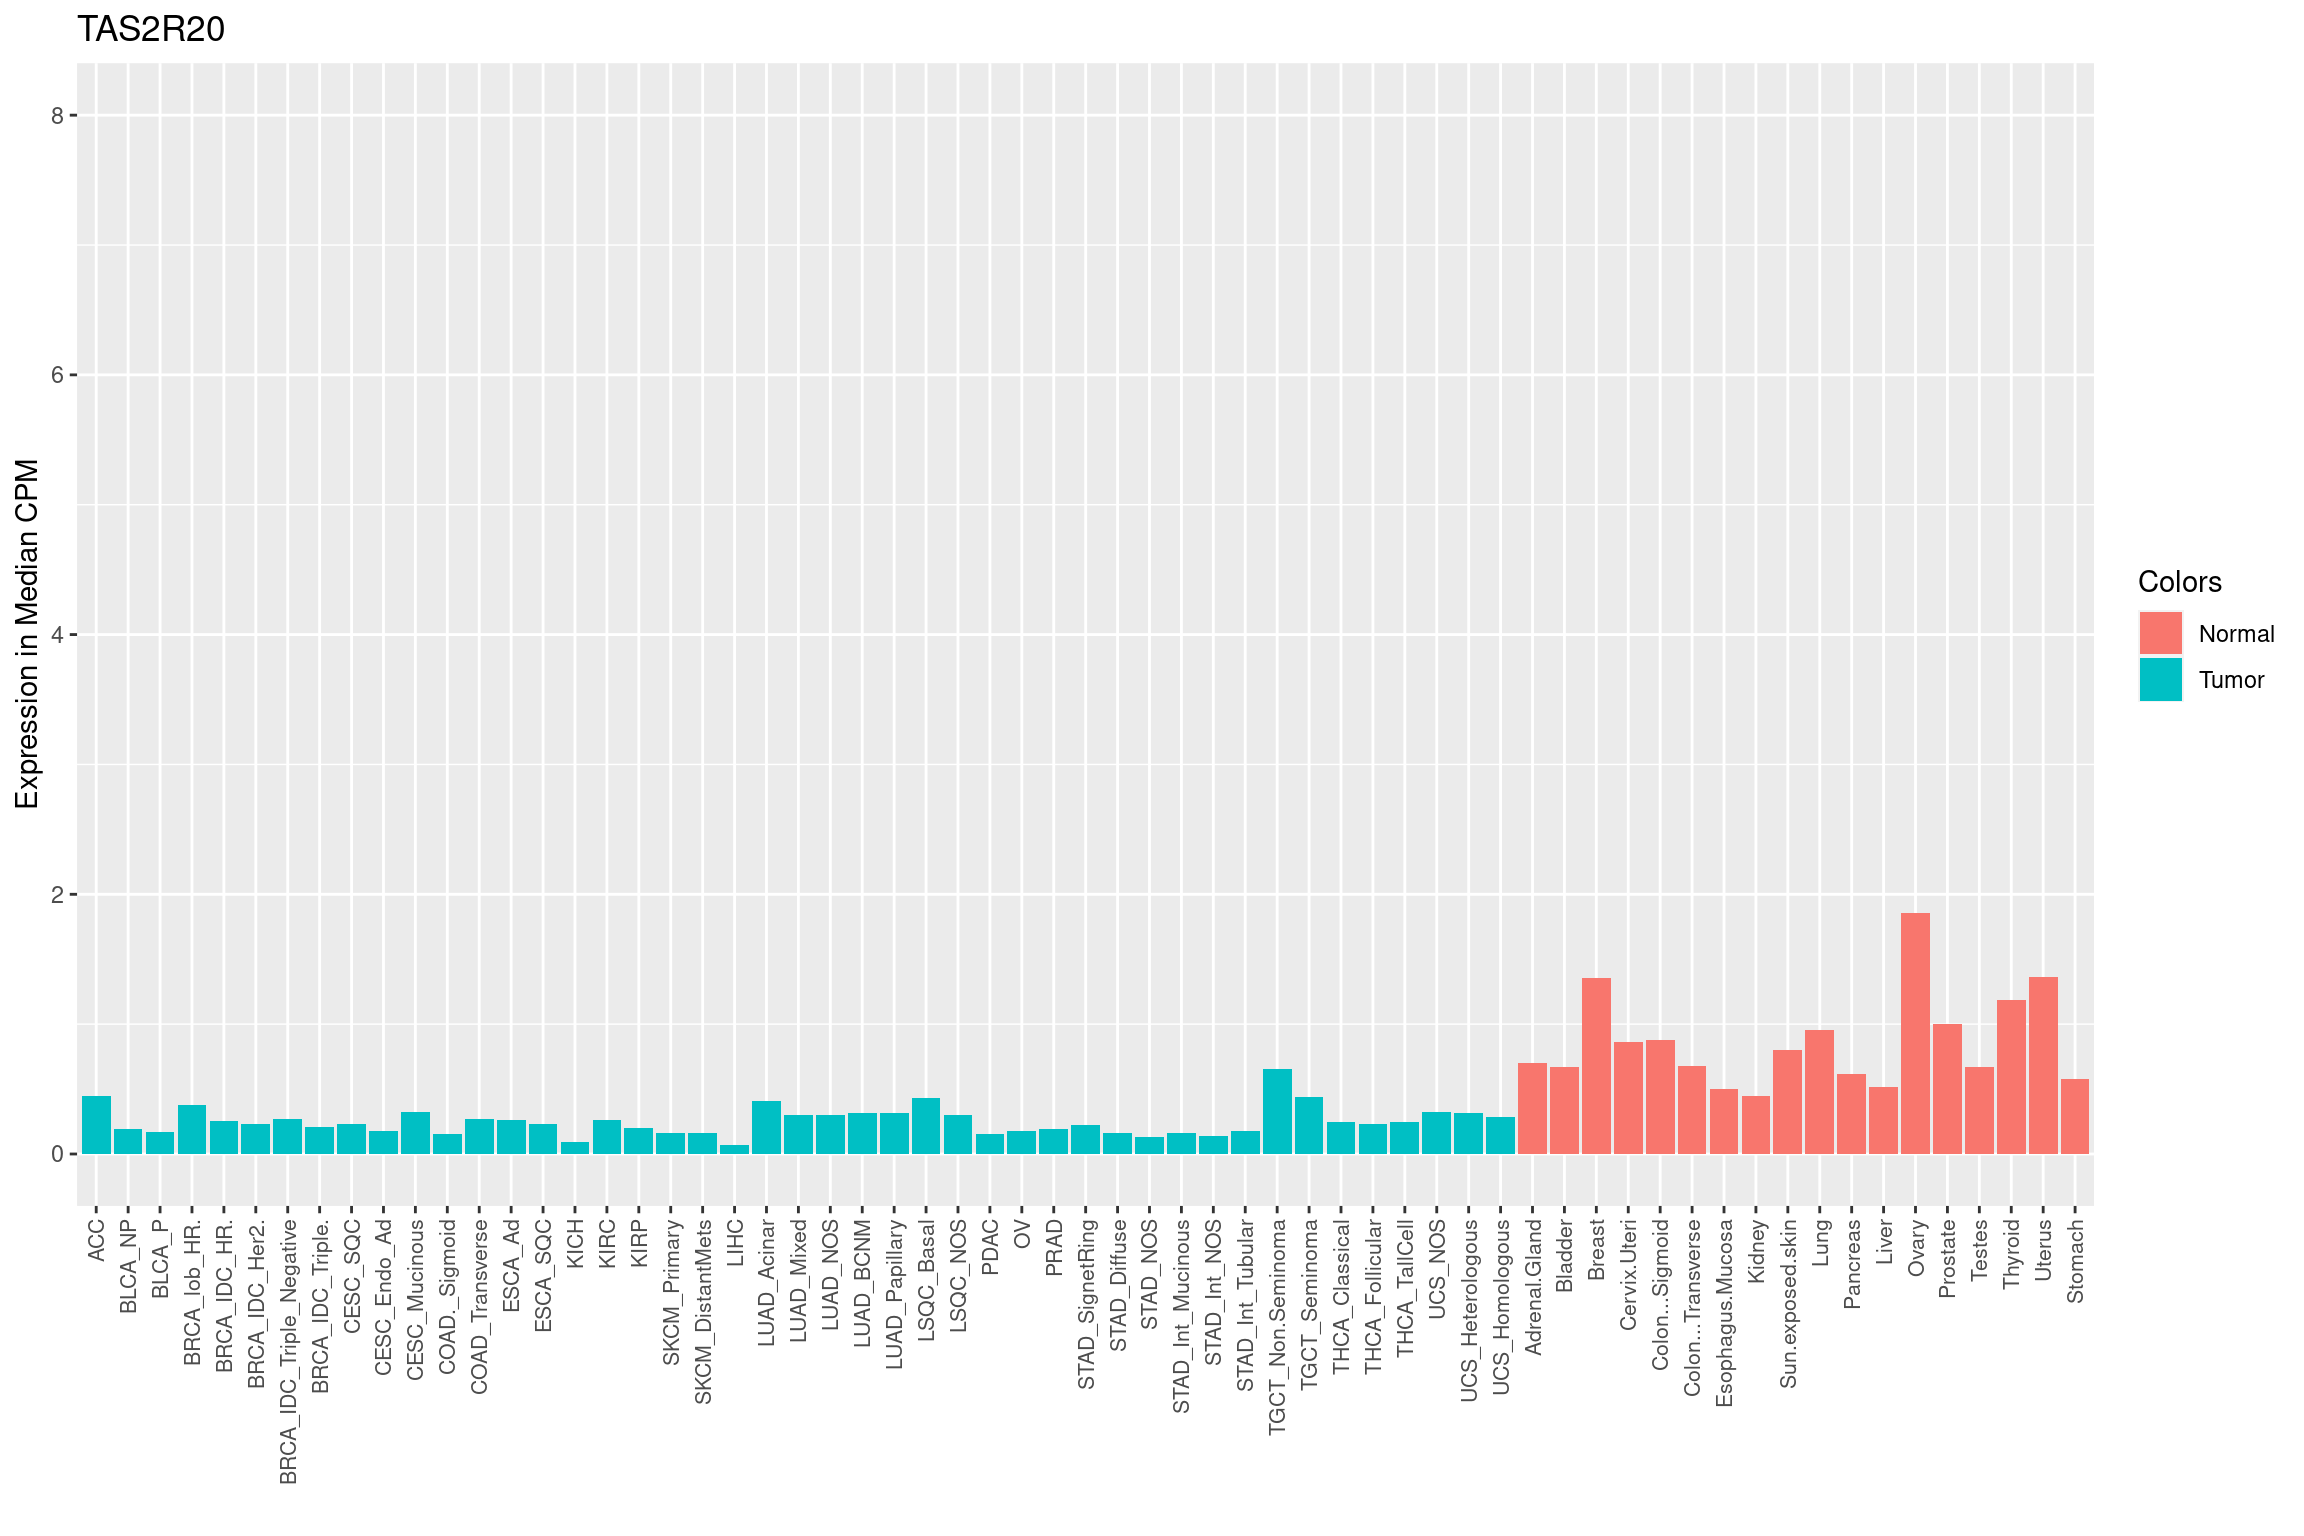 TAS2R20
Expression in Median CPM
8
6
4
2
0
ACC
BLCA_NP
BLCA_P
BRCA_lob_HR.
BRCA_IDC_HR.
BRCA_IDC_Her2.
BRCA_IDC_Triple_Negative
BRCA_IDC_Triple.
CESC_SQC
CESC_Endo_Ad
CESC_Mucinous
COAD._Sigmoid
COAD_Transverse
ESCA_Ad
ESCA_SQC
KICH
KIRC
KIRP
SKCM_Primary
SKCM_DistantMets
LIHC
LUAD_Acinar
LUAD_Mixed
LUAD_NOS
LUAD_BCNM
LUAD_Papillary
LSQC_Basal
LSQC_NOS
PDAC
OV
PRAD
STAD_SignetRing
STAD_Diffuse
STAD_NOS
STAD_Int_Mucinous
STAD_Int_NOS
STAD_Int_Tubular
TGCT_Non.Seminoma
TGCT_Seminoma
THCA_Classical
THCA_Follicular
THCA_TallCell
UCS_NOS
UCS_Heterologous
UCS_Homologous
Adrenal.Gland
Bladder
Breast
Cervix.Uteri
Colon...Sigmoid
Colon...Transverse
Esophagus.Mucosa
Kidney
Sun.exposed.skin
Lung
Pancreas
Liver
Ovary
Prostate
Testes
Thyroid
Uterus
Stomach
Colors
Normal
Tumor